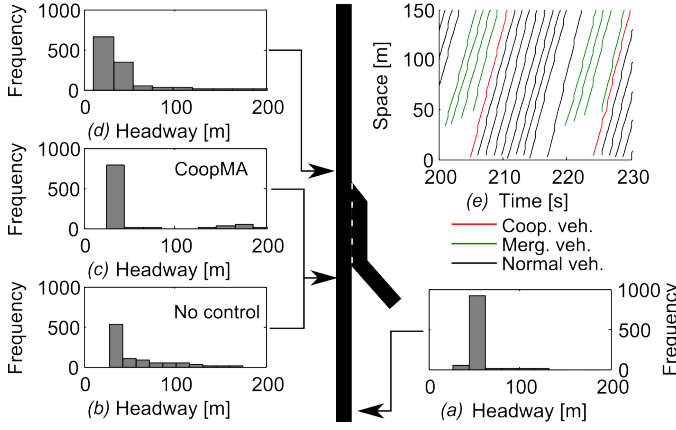 1000
500
0
Frequency
0 100 200
(d) Headway [m]
1000
500
0
Frequency
CoopMA
0 100 200
(c) Headway [m]
1000
500
0
Frequency
No control
0 100 200
(b) Headway [m]
150
100
50
0
Space [m]
200 210 220 230
(e) Time [s]
Coop. veh.
Merg. veh.
Normal veh.
1000
500
0
Frequency
0 100 200
(a) Headway [m]